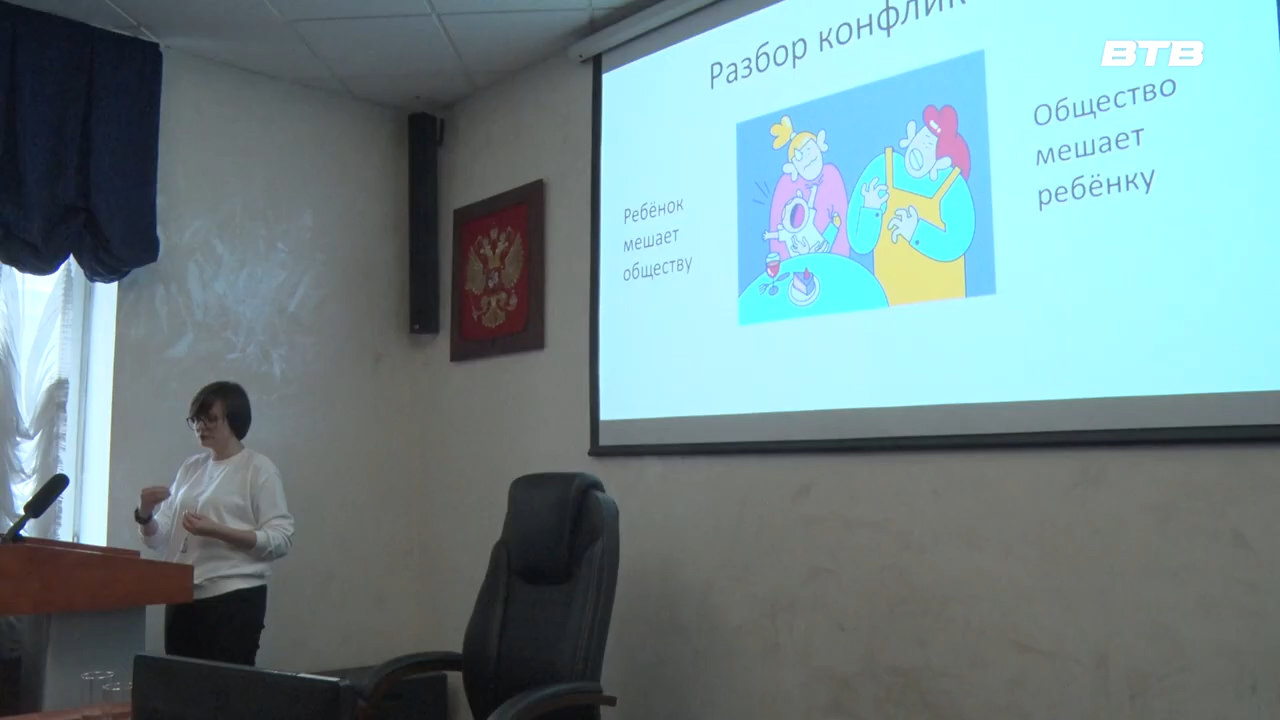 Разбор конфлик
ВТВ
Ребёнок
мешает
обществу
Общество
мешает
ребёнку